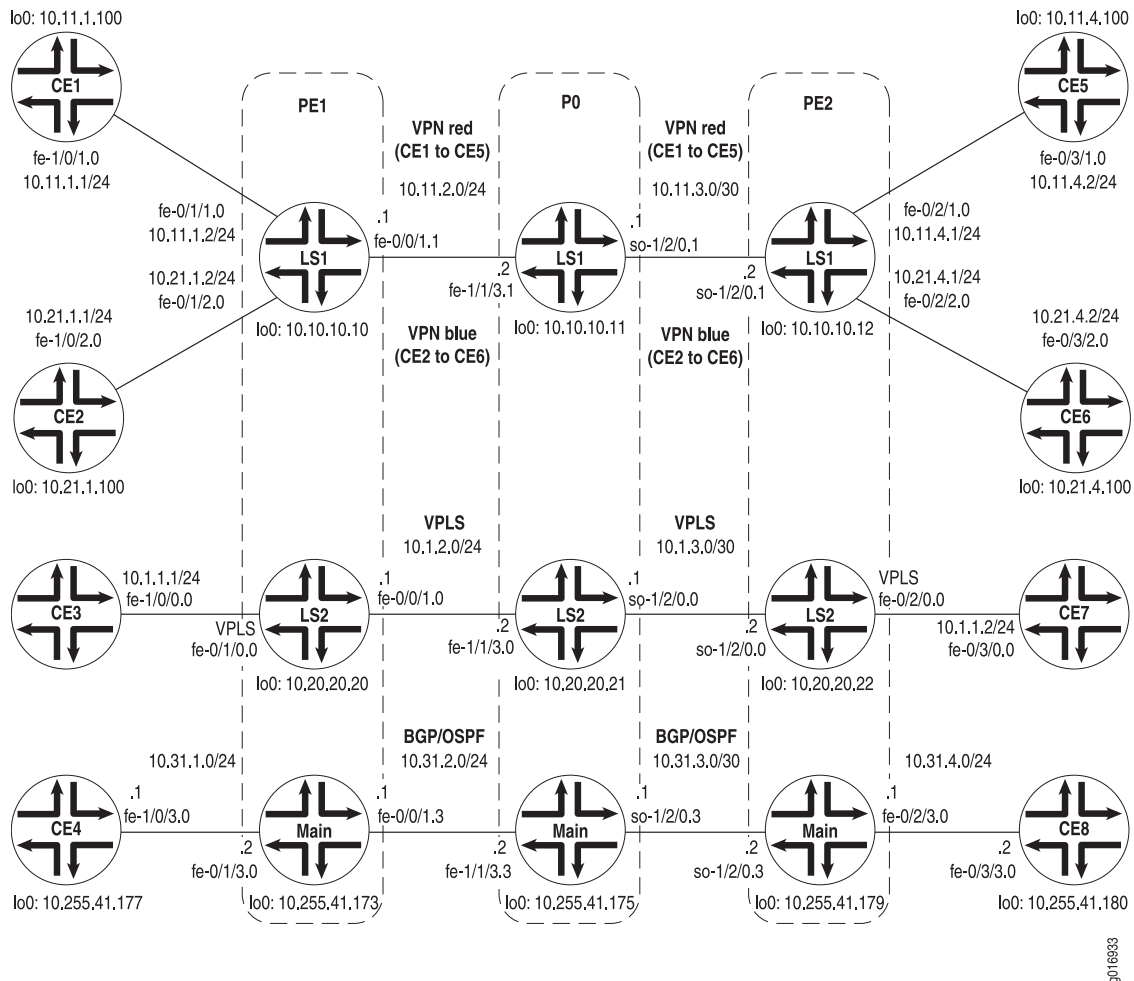 lo0: 10.11.1.100
CE1
fe-1/0/1.0
10.11.1.1/24
lo0: 10.11.4.100
CE5
fe-0/3/1.0
10.11.4.2/24
PE1
P0
PE2
VPN red
(CE1 to CE5)
10.11.2.0/24
VPN red
(CE1 to CE5)
10.11.3.0/30
fe-0/1/1.0
10.11.1.2/24
10.21.1.2/24
fe-0/1/2.0
LS1
lo0: 10.10.10.10
.1
fe-0/0/1.1
.2
fe-1/1/3.1
LS1
lo0: 10.10.10.11
.1
so-1/2/0.1
.2
so-1/2/0.1
LS1
lo0: 10.10.10.12
fe-0/2/1.0
10.11.4.1/24
10.21.4.1/24
fe-0/2/2.0
VPN blue
(CE2 to CE6)
VPN blue
(CE2 to CE6)
10.21.1.1/24
fe-1/0/2.0
CE2
lo0: 10.21.1.100
10.21.4.2/24
fe-0/3/2.0
CE6
lo0: 10.21.4.100
VPLS
10.1.2.0/24
VPLS
10.1.3.0/30
CE3
10.1.1.1/24
fe-1/0/0.0
VPLS
fe-0/1/0.0
LS2
lo0: 10.20.20.20
.1
fe-0/0/1.0
.2
fe-1/1/3.0
LS2
lo0: 10.20.20.21
.1
so-1/2/0.0
.2
so-1/2/0.0
LS2
lo0: 10.20.20.22
VPLS
fe-0/2/0.0
10.1.1.2/24
fe-0/3/0.0
CE7
BGP/OSPF
10.31.2.0/24
BGP/OSPF
10.31.3.0/30
10.31.1.0/24
10.31.4.0/24
CE4
lo0: 10.255.41.177
.1
fe-1/0/3.0
.2
fe-0/1/3.0
Main
lo0: 10.255.41.173
.1
fe-0/0/1.3
.2
fe-1/1/3.3
Main
lo0: 10.255.41.175
.1
so-1/2/0.3
.2
so-1/2/0.3
Main
lo0: 10.255.41.179
.1
fe-0/2/3.0
.2
fe-0/3/3.0
CE8
lo0: 10.255.41.180
g016933